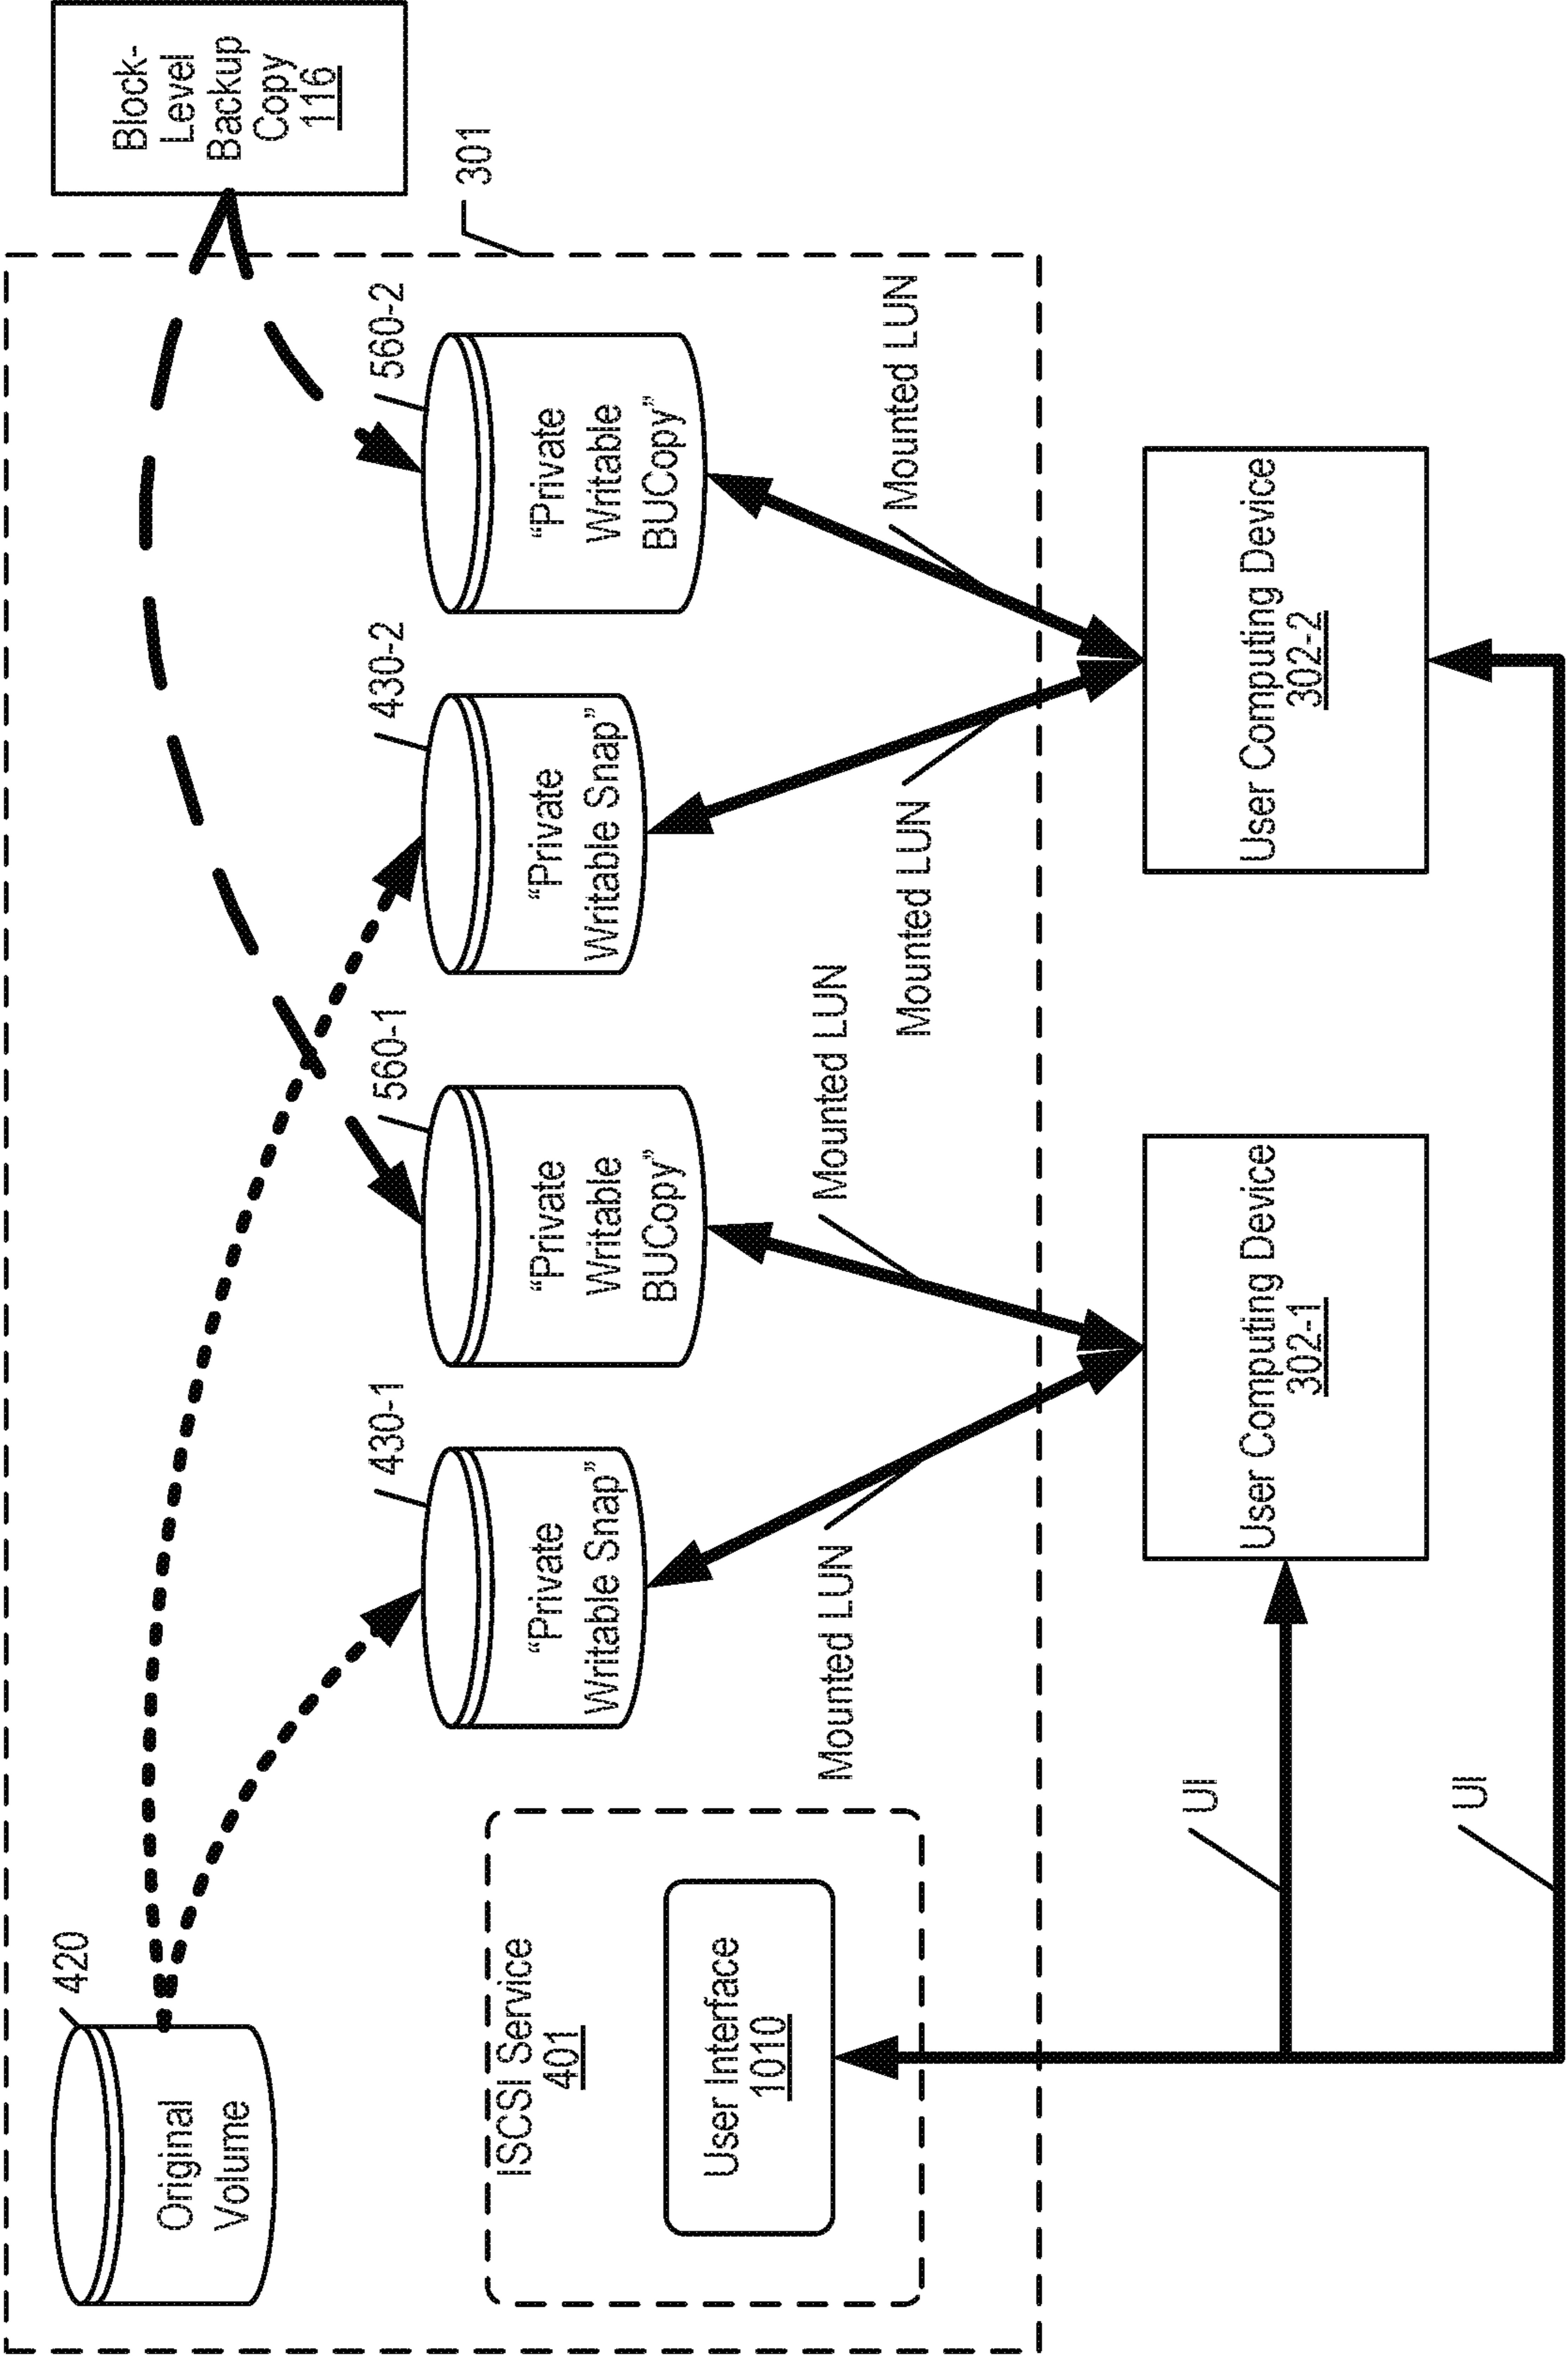 420
Original
Volume
Block-
Level
Backup
Copy
116
301
430-1
"Private
Writable Snap"
560-1
"Private
Writable
BUCopy"
430-2
"Private
Writable Snap"
560-2
"Private
Writable
BUCopy"
iSCSI Service
401
User Interface
1010
Mounted LUN
Mounted LUN
Mounted LUN
Mounted LUN
UI
User Computing Device
302-1
User Computing Device
302-2
UI